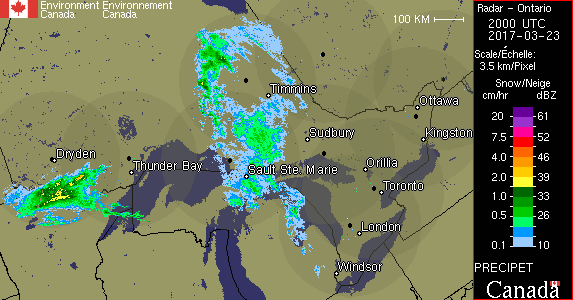 Environment Environnement
Canada Canada
100 KM
Radar - Ontario
2000 UTC
2017-03-23
Scale/Échelle:
3.5 km/Pixel
Snow/Neige
cm/hr dBZ
20 61
7.5 52
4.0 46
2.0 39
1.0 33
0.5 26
0.1 10
PRECIPET
Canada
Timmins
Ottawa
Sudbury
Kingston
Dryden
Thunder Bay
Sault Ste. Marie
Orillia
Toronto
London
Windsor